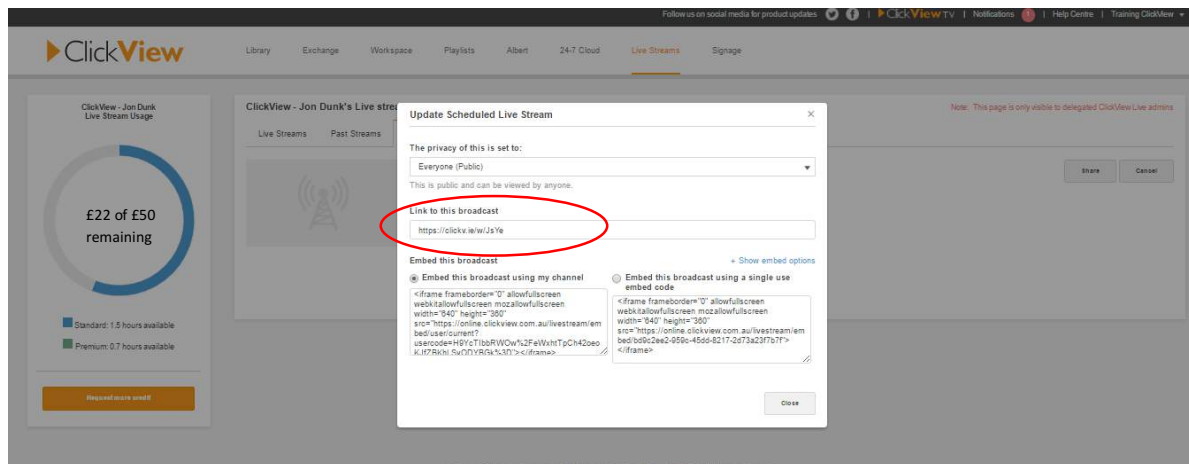 Follow us on social media for product updates | ClickView TV | Notifications 1 | Help Centre | Training ClickView
ClickView
Library Exchange Workspace Playlists Albert 24-7 Cloud Live Streams Signage
ClickView - Jon Dunk
Live Stream Usage
£22 of £50
remaining
Standard: 1.5 hours available
Premium: 0.7 hours available
Request more credit
ClickView - Jon Dunk's Live stre
Note: This page is only visible to delegated ClickView Live admins
Live Streams Past Streams
Share Cancel
Update Scheduled Live Stream ×
The privacy of this is set to:
Everyone (Public)
This is public and can be viewed by anyone.
Link to this broadcast
https://clickv.ie/w/JsYe
Embed this broadcast
+ Show embed options
Embed this broadcast using my channel
<iframe frameborder="0" allowfullscreen
webkitallowfullscreen mozallowfullscreen
width="640" height="360"
src="https://online.clickview.com.au/livestream/em
bed/user/current?
Embed this broadcast using a single use
embed code
<iframe frameborder="0" allowfullscreen
webkitallowfullscreen mozallowfullscreen
width="640" height="360"
src="https://online.clickview.com.au/livestream/em
bed/bd9c2ee2-959c-45dd-8217-2d73a23f7b7f">
</iframe>
Close